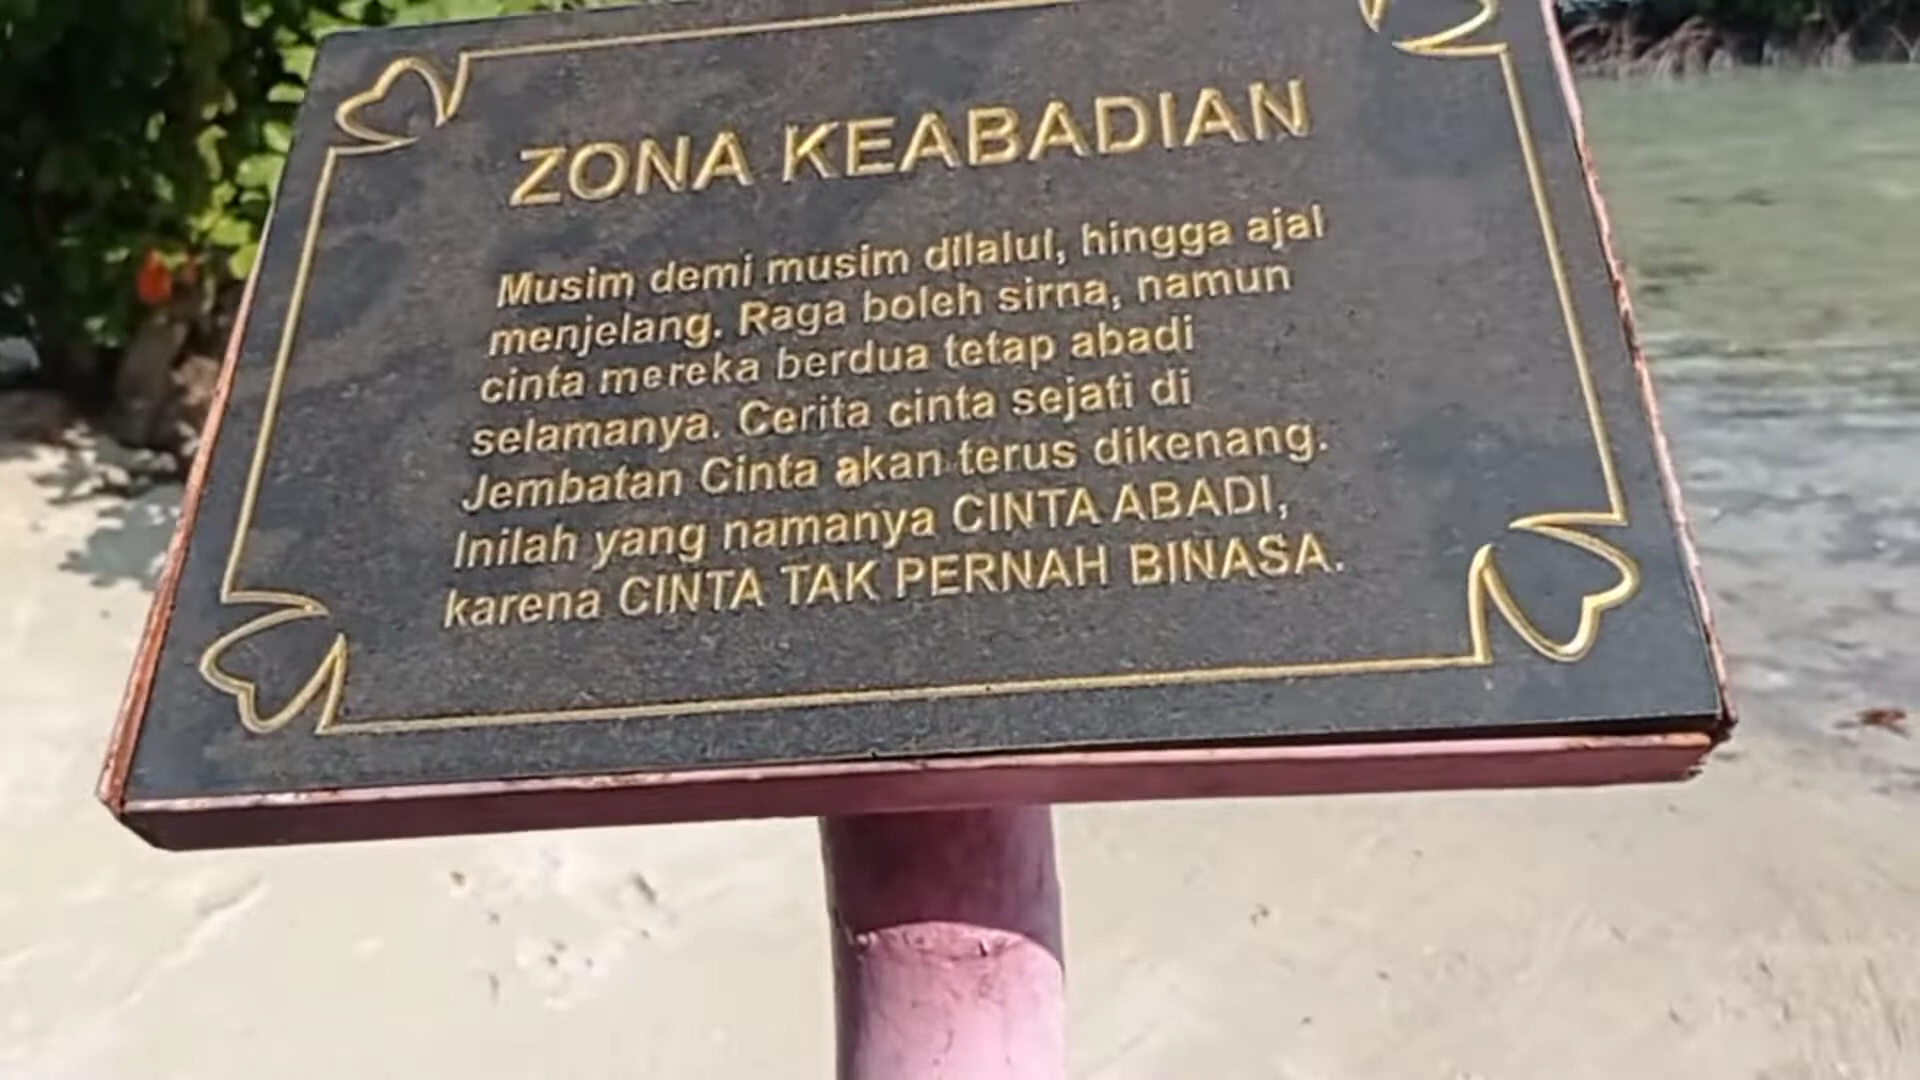 ZONA KEABADIAN
Musim demi musim dilalui, hingga ajal
menjelang. Raga boleh sirna, namun
cinta mereka berdua tetap abadi
selamanya. Cerita cinta sejati di
Jembatan Cinta akan terus dikenang.
Inilah yang namanya CINTA ABADI,
karena CINTA TAK PERNAH BINASA.